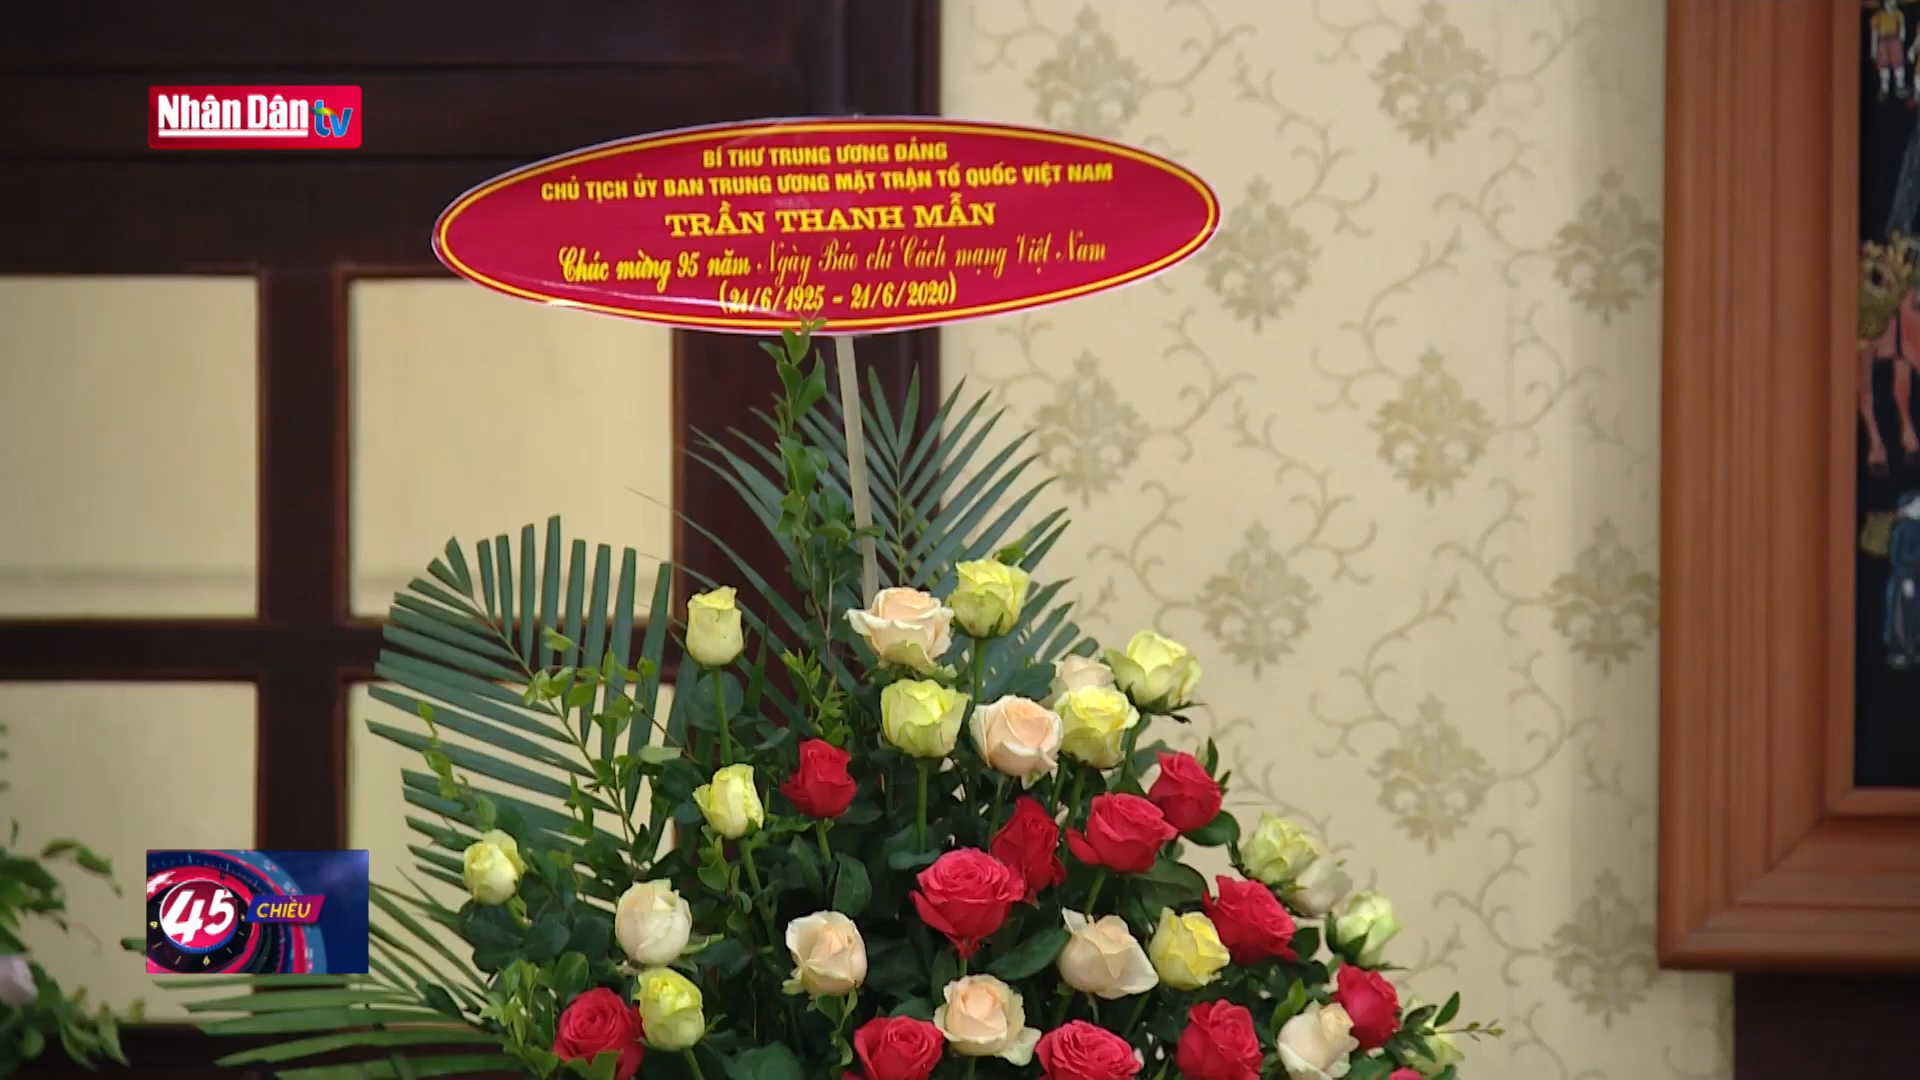 Nhân Dân tv
BÍ THƯ TRUNG ƯƠNG ĐẢNG
CHỦ TỊCH ỦY BAN TRUNG ƯƠNG MẶT TRẬN TỔ QUỐC VIỆT NAM
TRẦN THANH MẪN
Chúc mừng 95 năm Ngày Báo chí Cách mạng Việt Nam
(21/6/1925 - 21/6/2020)
45 CHIỀU